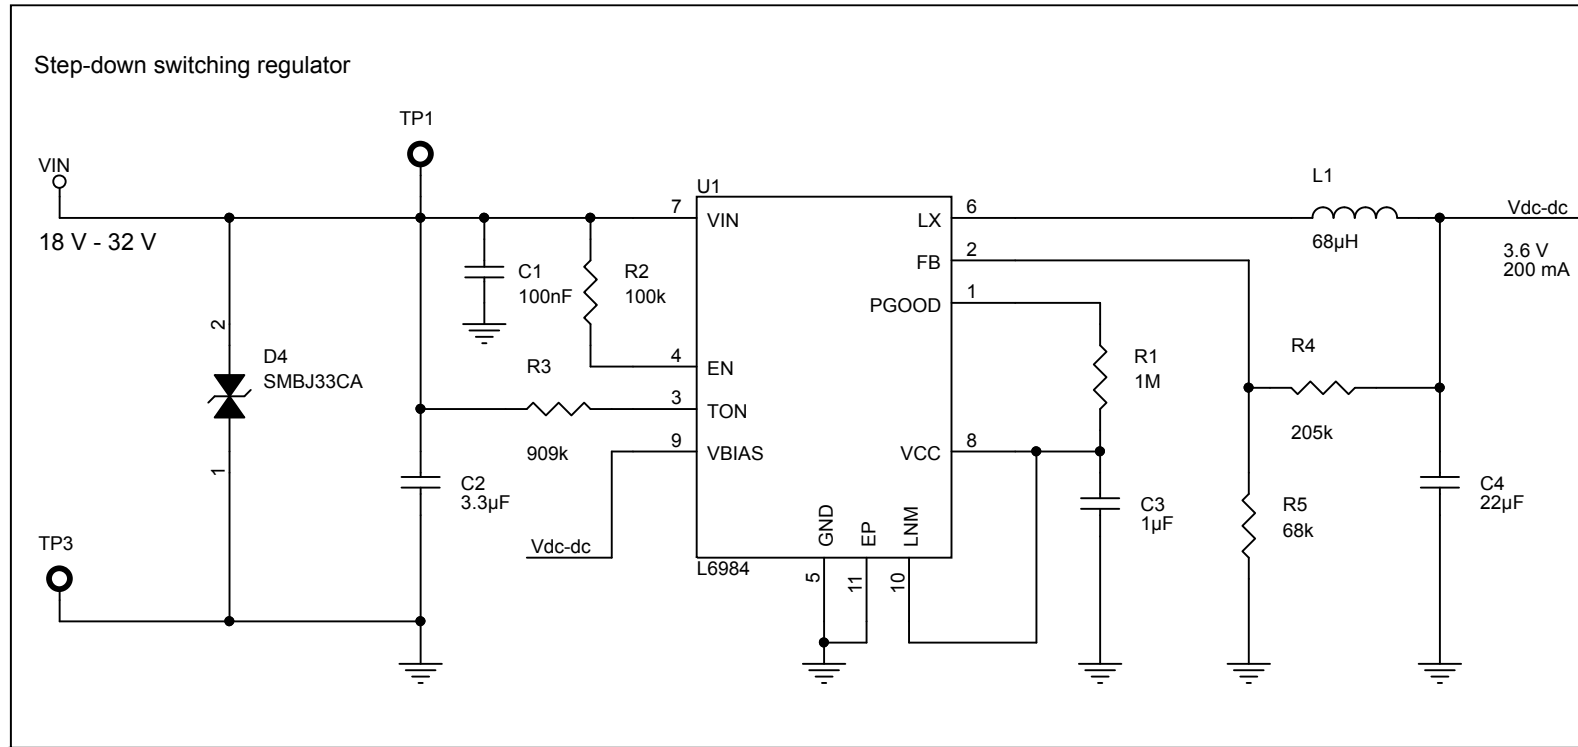 Step-down switching regulator
TP1
VIN
18 V - 32 V
U1
7
VIN
LX
6
L1
68µH
Vdc-dc
3.6 V
200 mA
FB
2
C1
100nF
R2
100k
PGOOD
1
2
D4
SMBJ33CA
1
R3
909k
4
EN
3
TON
9
VBIAS
R1
1M
R4
205k
VCC
8
C2
3.3µF
C3
1µF
R5
68k
C4
22µF
GND
EP
LNM
Vdc-dc
L6984
5
11
10
TP3